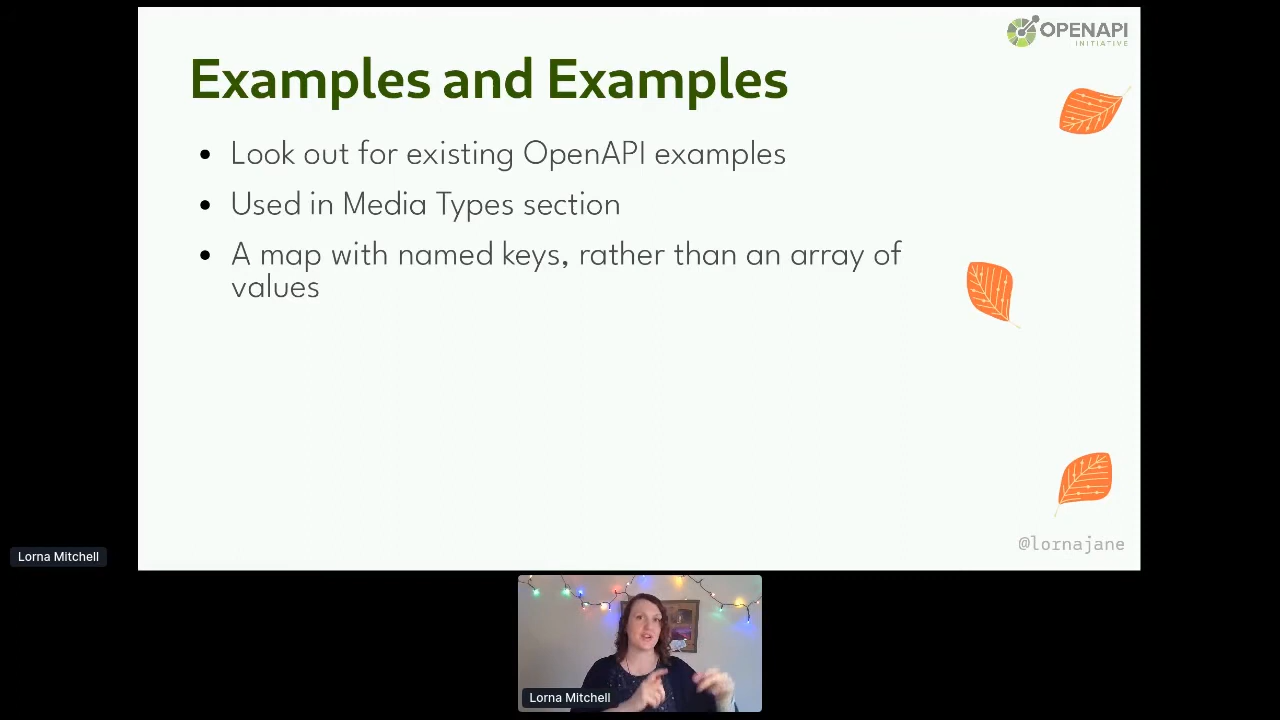 OPENAPI
INITIATIVE
Examples and Examples
Look out for existing OpenAPI examples
Used in Media Types section
A map with named keys, rather than an array of
values
@lornajane
Lorna Mitchell
Lorna Mitchell